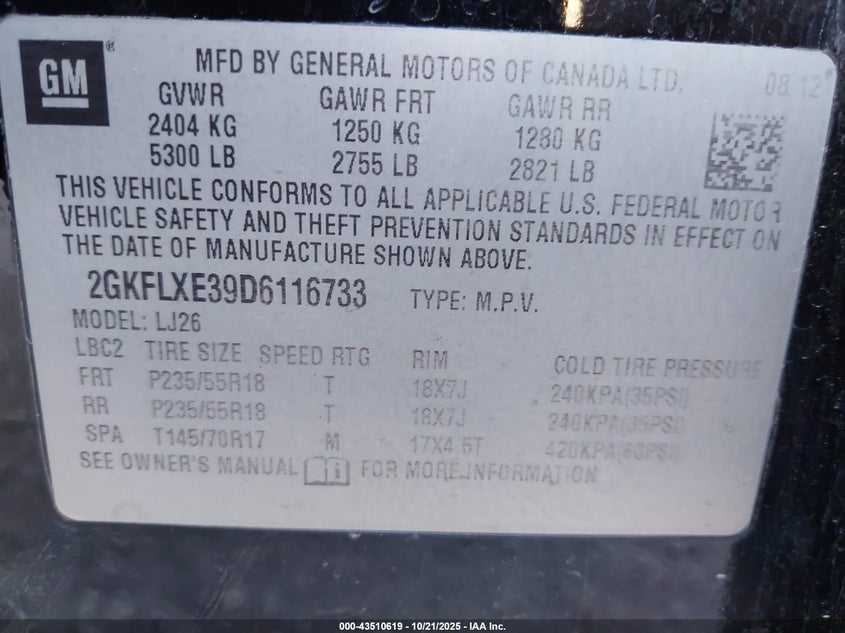 GM ®
MFD BY GENERAL MOTORS OF CANADA LTD. 08.12
GVWR GAWR FRT GAWR RR
2404 KG 1250 KG 1280 KG
5300 LB 2755 LB 2821 LB
THIS VEHICLE CONFORMS TO ALL APPLICABLE U.S. FEDERAL MOTOR
VEHICLE SAFETY AND THEFT PREVENTION STANDARDS IN EFFECT ON
THE DATE OF MANUFACTURE SHOWN ABOVE.
2GKFLXE39D6116733 TYPE: M.P.V.
MODEL: LJ26
LBC2 TIRE SIZE SPEED RTG RIM COLD TIRE PRESSURE
FRT P235/55R18 T 18X7J 240KPA(35PSI)
RR P235/55R18 T 18X7J 240KPA(35PSI)
SPA T145/70R17 M 17X4.5T 420KPA(60PSI)
SEE OWNER'S MANUAL FOR MORE INFORMATION
000-43510619 - 10/21/2025 - IAA Inc.